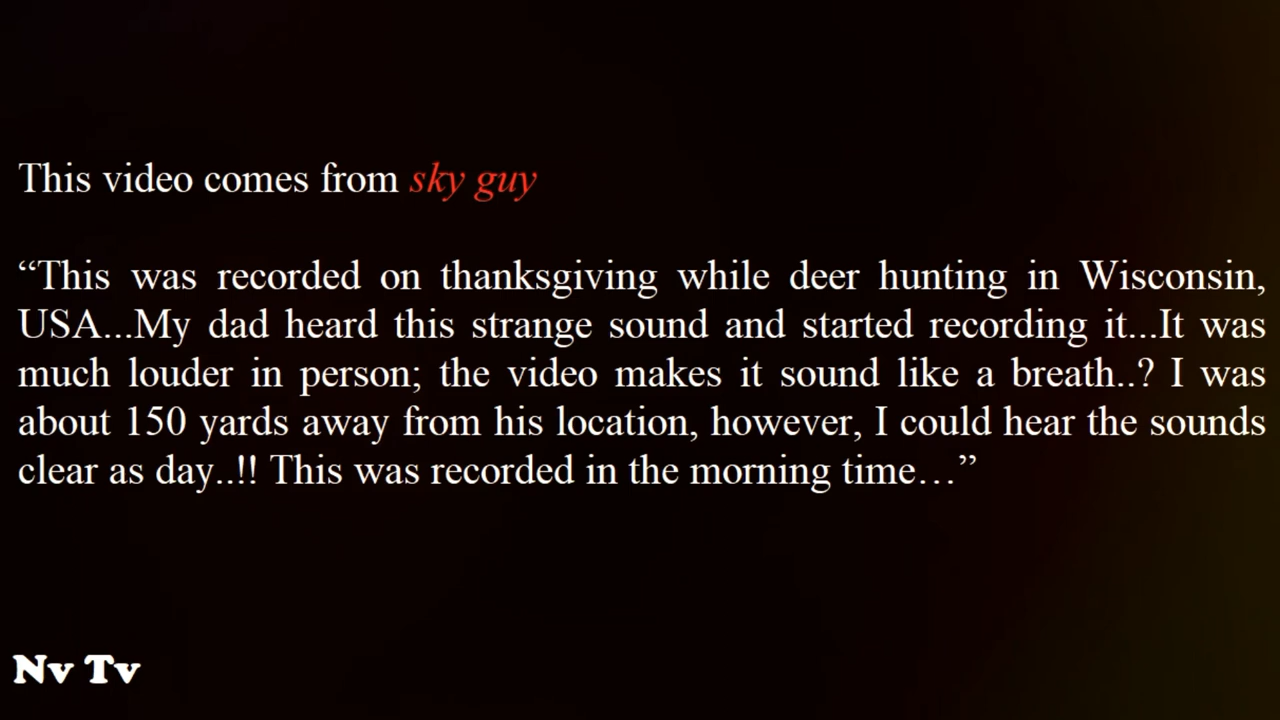 This video comes from sky guy
“This was recorded on thanksgiving while deer hunting in Wisconsin,
USA...My dad heard this strange sound and started recording it...It was
much louder in person; the video makes it sound like a breath..? I was
about 150 yards away from his location, however, I could hear the sounds
clear as day..!! This was recorded in the morning time…”
Nv Tv